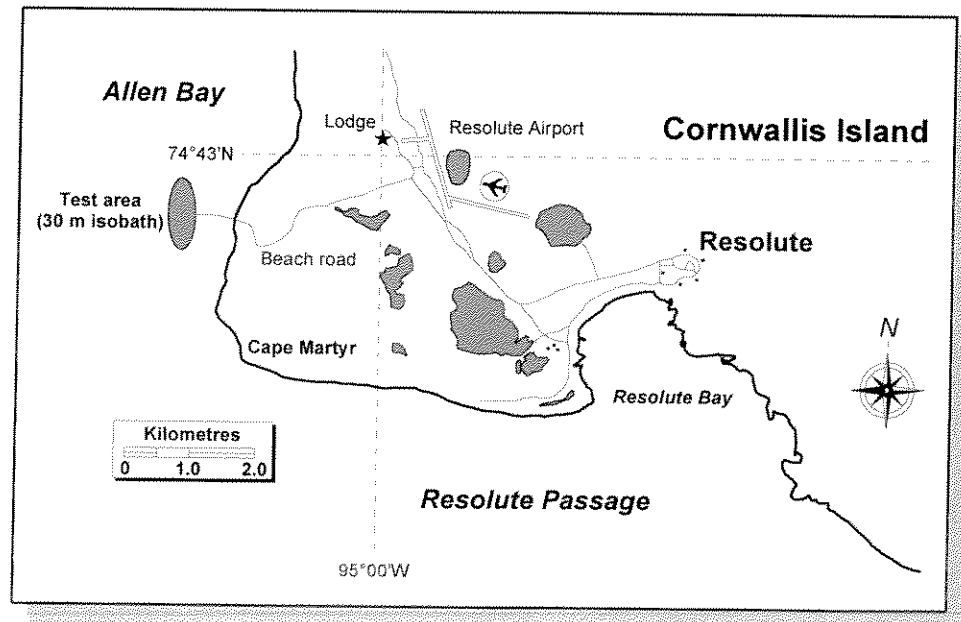 Allen Bay
Lodge
Resolute Airport
Cornwallis Island
74°43'N
Test area
(30 m isobath)
Resolute
Beach road
N
Cape Martyr
Resolute Bay
Kilometres
0 1.0 2.0
Resolute Passage
95°00'W